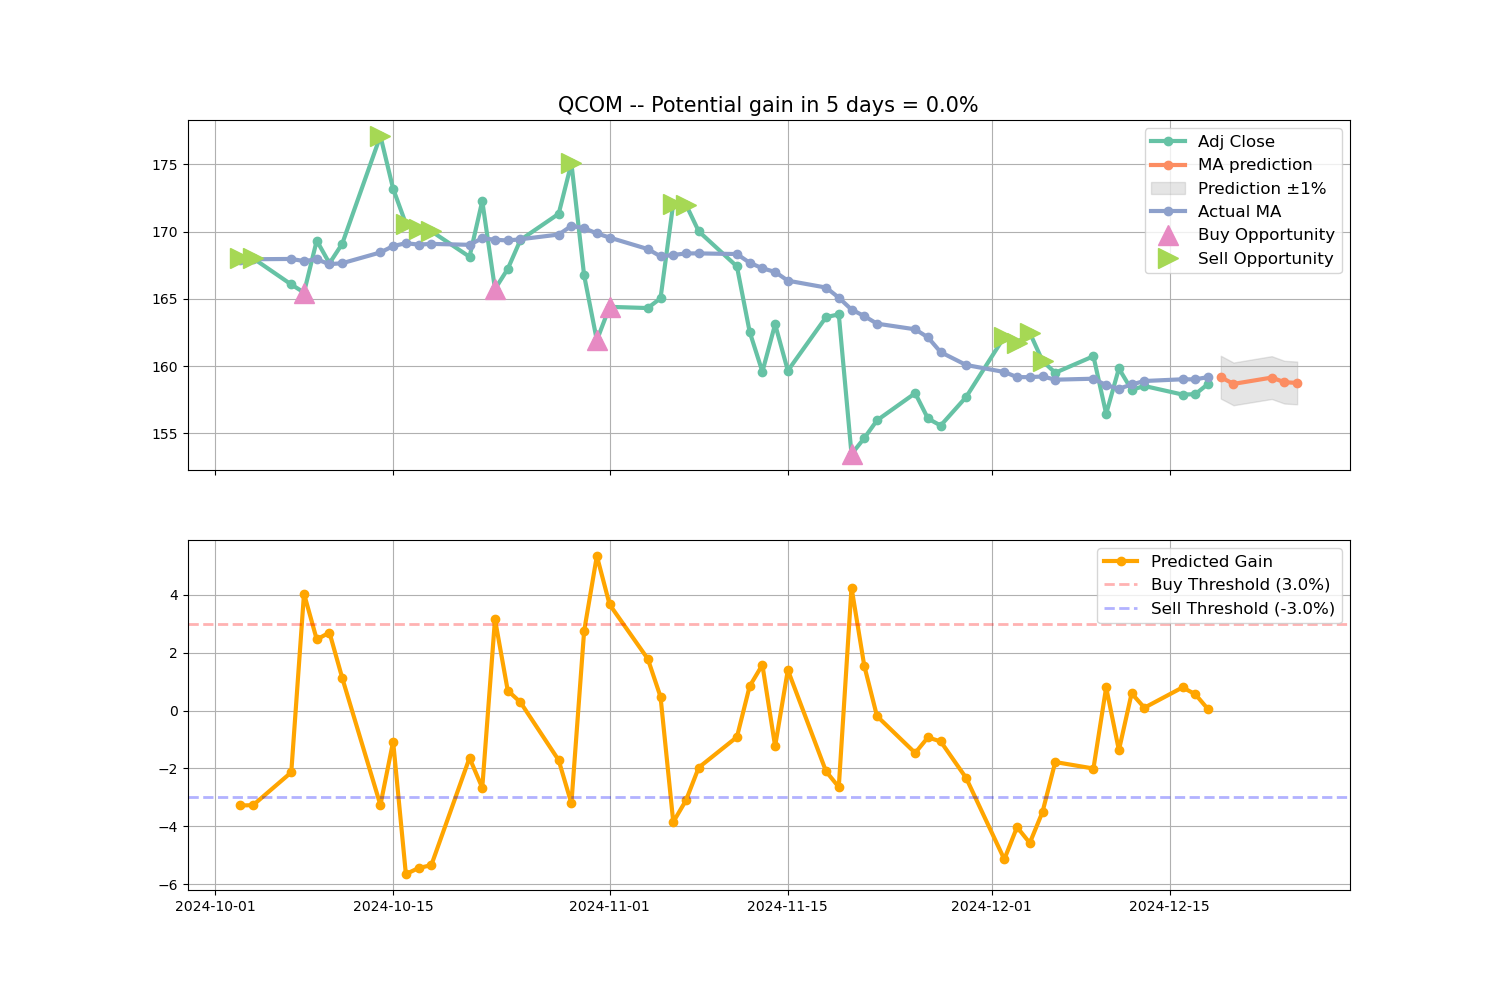 QCOM -- Potential gain in 5 days = 0.0%
175
170
165
160
155
Adj Close
MA prediction
Prediction ±1%
Actual MA
Buy Opportunity
Sell Opportunity
4
2
0
−2
−4
−6
Predicted Gain
Buy Threshold (3.0%)
Sell Threshold (-3.0%)
2024-10-01 2024-10-15 2024-11-01 2024-11-15 2024-12-01 2024-12-15